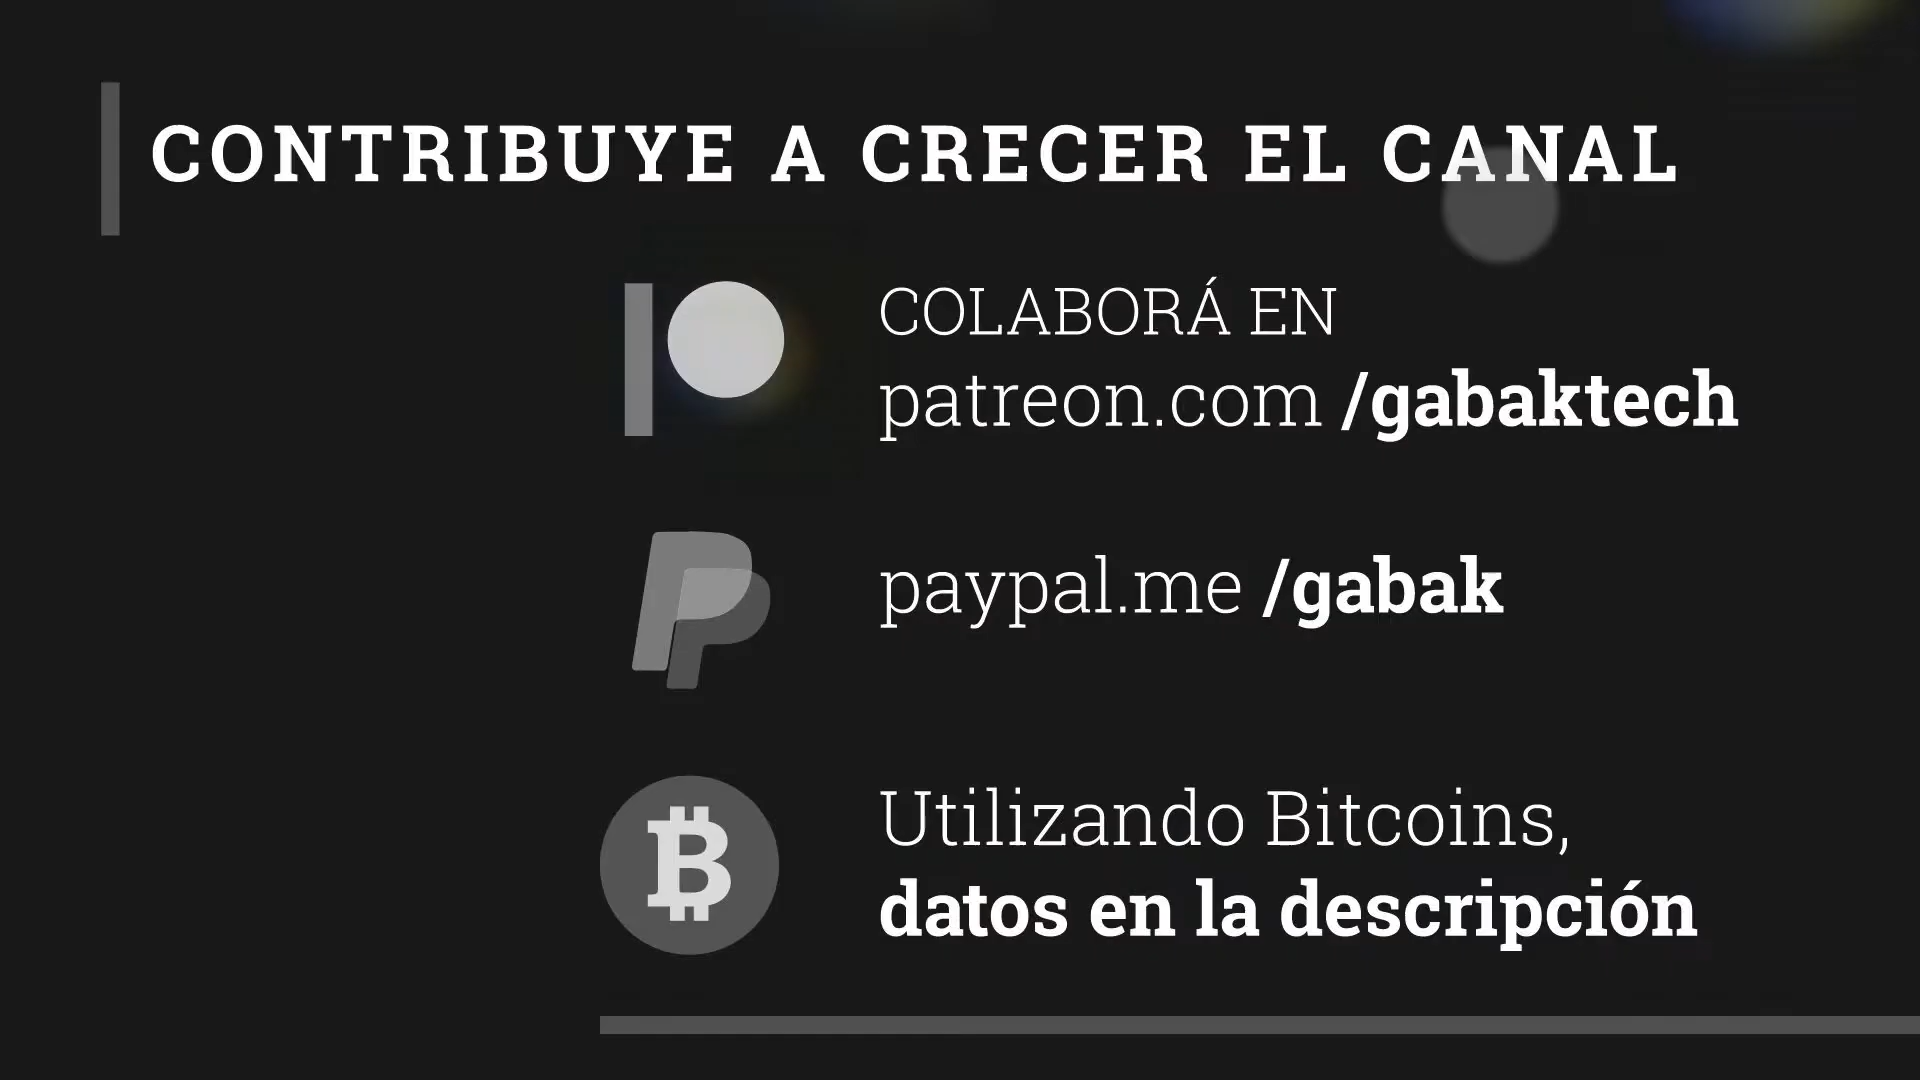 CONTRIBUYE A CRECER EL CANAL
COLABORÁ EN
patreon.com /gabaktech
paypal.me /gabak
Utilizando Bitcoins,
datos en la descripción